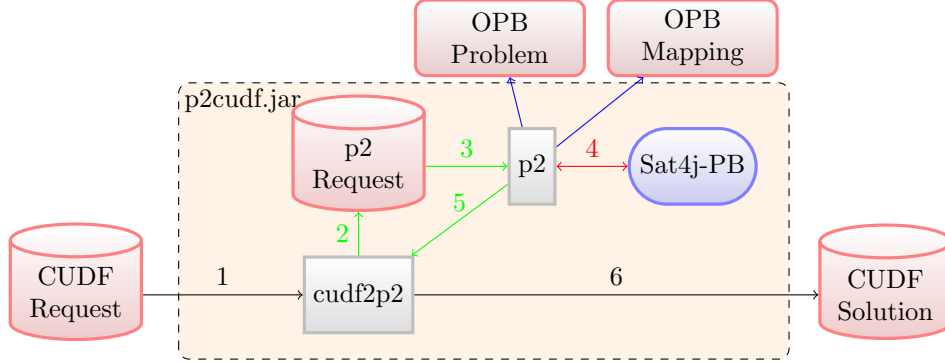 OPB
Problem
OPB
Mapping
p2cudf.jar
p2
Request
3
p2
4
Sat4j-PB
5
2
CUDF
Request
1
cudf2p2
6
CUDF
Solution